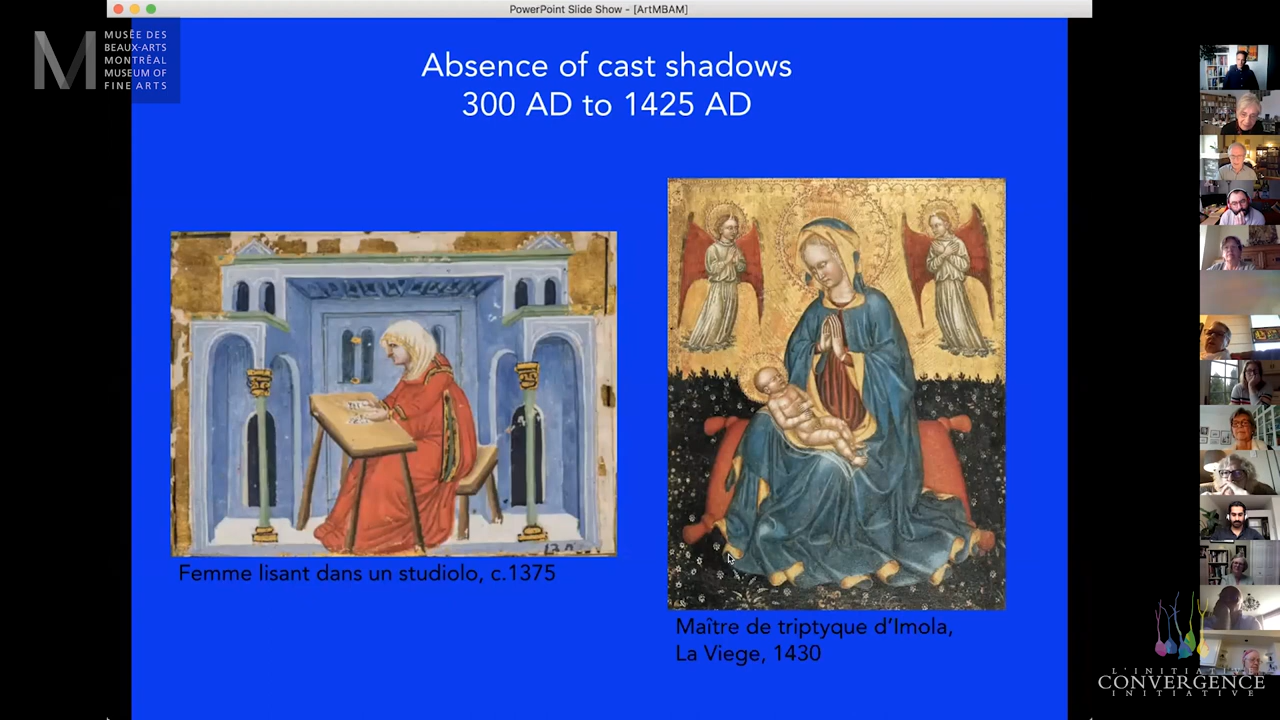 PowerPoint Slide Show - [ArtMBAM]
M
MUSÉE DES
BEAUX-ARTS
MONTRÉAL
MUSEUM OF
FINE ARTS
Absence of cast shadows
300 AD to 1425 AD
Femme lisant dans un studiolo, c.1375
Maître de triptyque d'Imola,
La Viege, 1430
L'INITIATIVE
CONVERGENCE
INITIATIVE